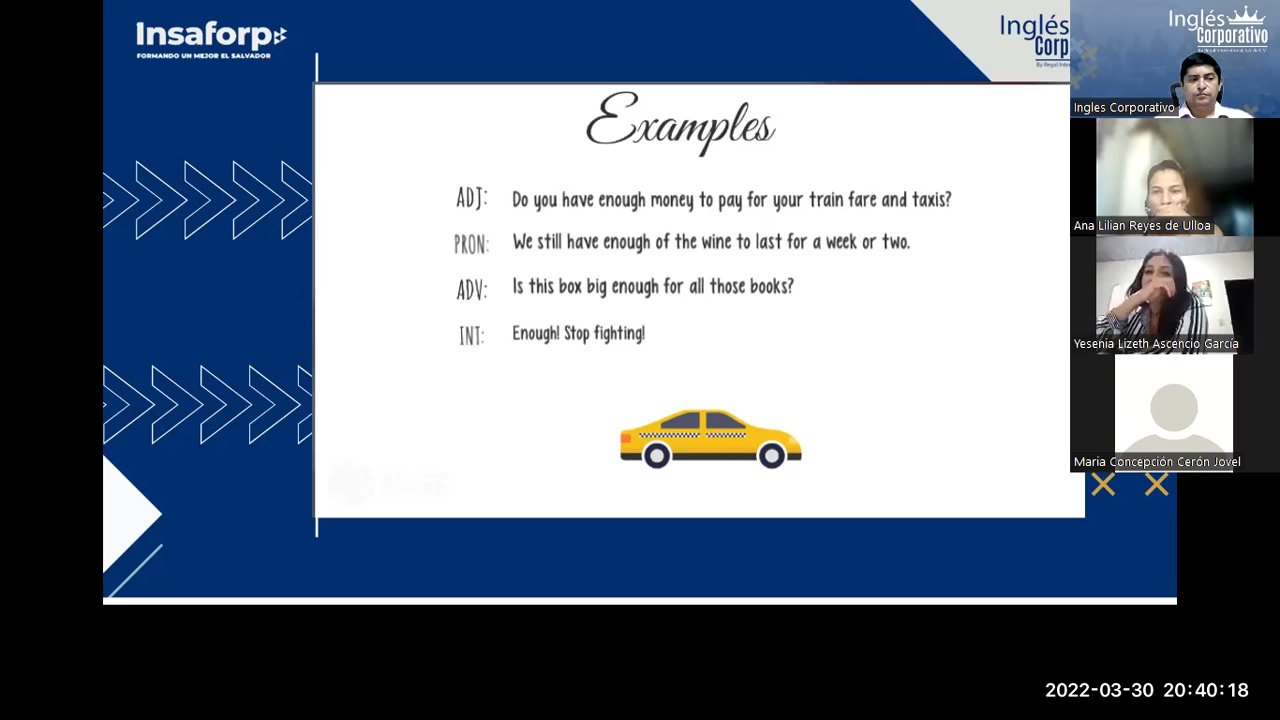 Insaforp
FORMANDO UN MEJOR EL SALVADOR
Inglés
Corp
Inglés
Corporativo
Ingles Corporativo
Examples
ADJ: Do you have enough money to pay for your train fare and taxis?
PRON: We still have enough of the wine to last for a week or two.
ADV: Is this box big enough for all those books?
INT: Enough! Stop fighting!
Ana Lilian Reyes de Ulloa
Yesenia Lizeth Ascencio García
Maria Concepción Cerón Jovel
2022-03-30 20:40:18